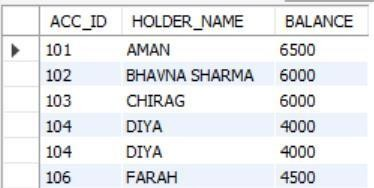 ACC_ID HOLDER_NAME BALANCE
101 AMAN 6500
102 BHAVNA SHARMA 6000
103 CHIRAG 6000
104 DIYA 4000
104 DIYA 4000
106 FARAH 4500